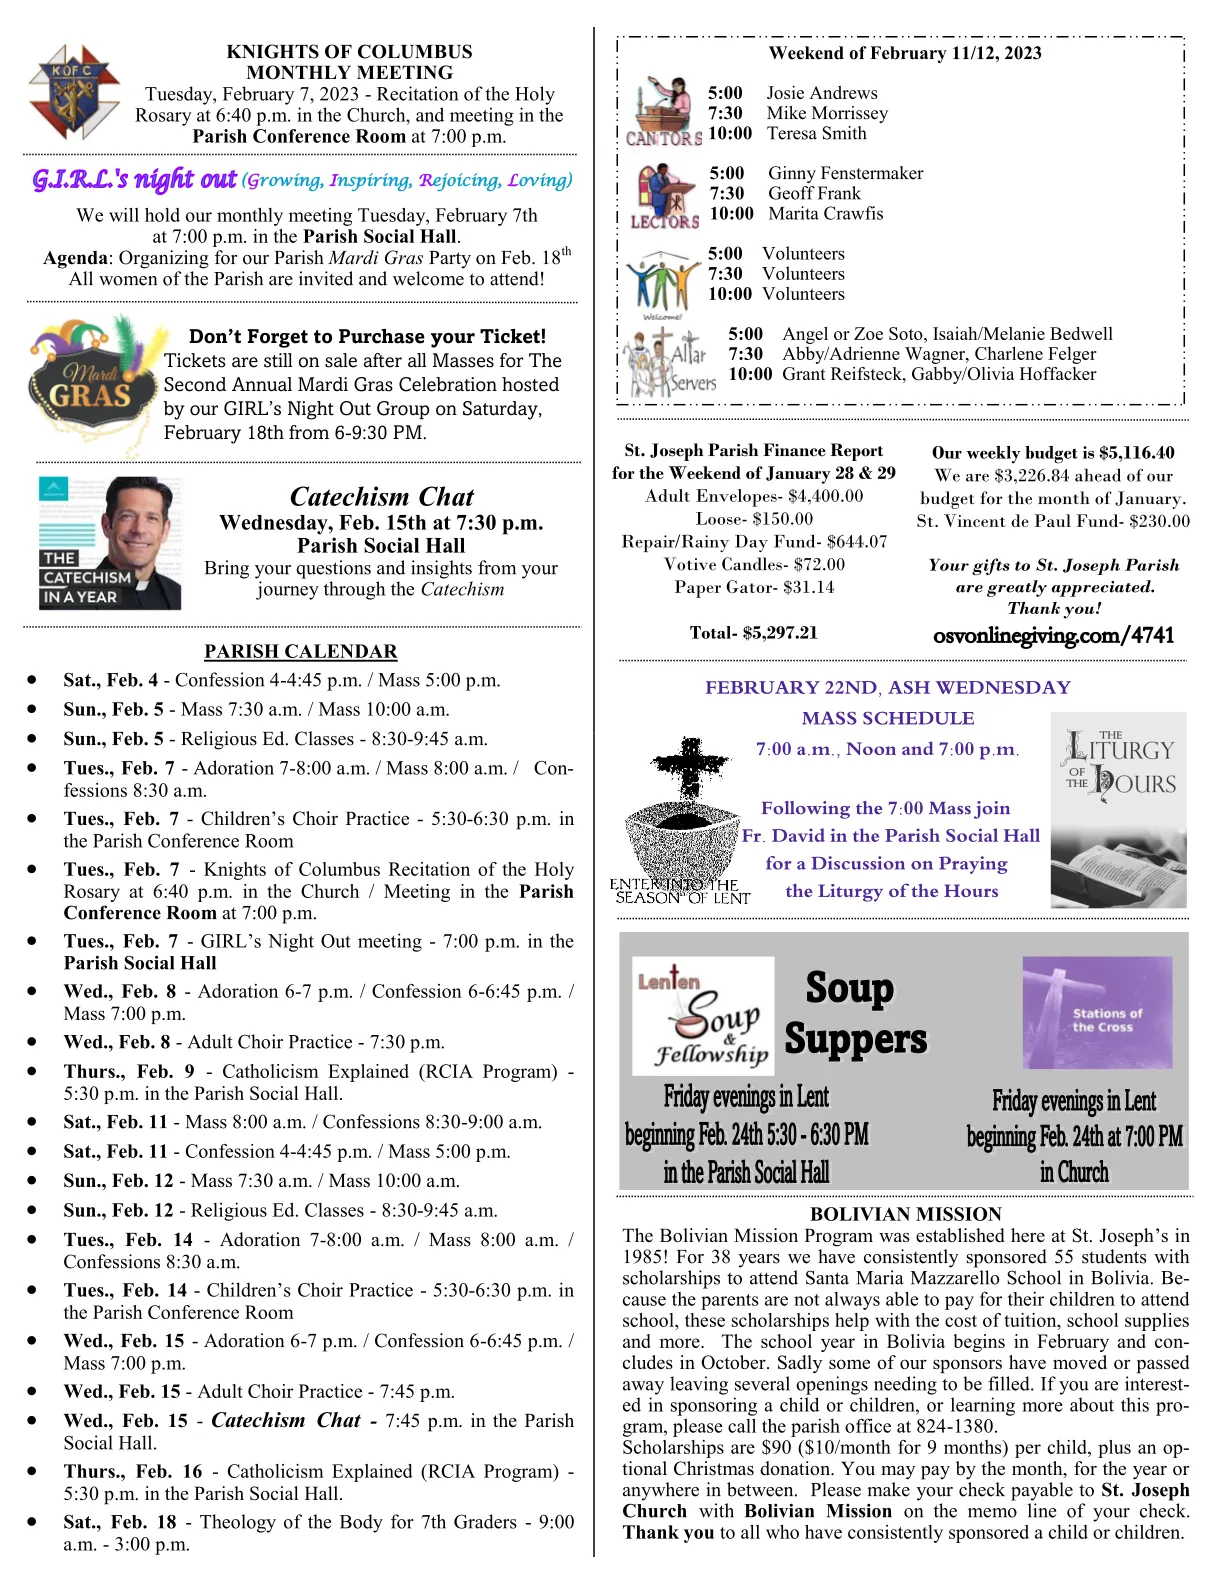 K OF C
KNIGHTS OF COLUMBUS
MONTHLY MEETING
Tuesday, February 7, 2023 - Recitation of the Holy
Rosary at 6:40 p.m. in the Church, and meeting in the
Parish Conference Room at 7:00 p.m.
G.I.R.L.'s night out (Growing, Inspiring, Rejoicing, Loving)
We will hold our monthly meeting Tuesday, February 7th
at 7:00 p.m. in the Parish Social Hall.
Agenda: Organizing for our Parish Mardi Gras Party on Feb. 18th
All women of the Parish are invited and welcome to attend!
Mardi
GRAS
Don't Forget to Purchase your Ticket!
Tickets are still on sale after all Masses for The
Second Annual Mardi Gras Celebration hosted
by our GIRL's Night Out Group on Saturday,
February 18th from 6-9:30 PM.
THE
CATECHISM
IN A YEAR
Catechism Chat
Wednesday, Feb. 15th at 7:30 p.m.
Parish Social Hall
Bring your questions and insights from your
journey through the Catechism
PARISH CALENDAR
• Sat., Feb. 4 - Confession 4-4:45 p.m. / Mass 5:00 p.m.
• Sun., Feb. 5 - Mass 7:30 a.m. / Mass 10:00 a.m.
• Sun., Feb. 5 - Religious Ed. Classes - 8:30-9:45 a.m.
• Tues., Feb. 7 - Adoration 7-8:00 a.m. / Mass 8:00 a.m. / Con-
fessions 8:30 a.m.
• Tues., Feb. 7 - Children's Choir Practice - 5:30-6:30 p.m. in
the Parish Conference Room
• Tues., Feb. 7 - Knights of Columbus Recitation of the Holy
Rosary at 6:40 p.m. in the Church / Meeting in the Parish
Conference Room at 7:00 p.m.
• Tues., Feb. 7 - GIRL's Night Out meeting - 7:00 p.m. in the
Parish Social Hall
• Wed., Feb. 8 - Adoration 6-7 p.m. / Confession 6-6:45 p.m. /
Mass 7:00 p.m.
• Wed., Feb. 8 - Adult Choir Practice - 7:30 p.m.
• Thurs., Feb. 9 - Catholicism Explained (RCIA Program) -
5:30 p.m. in the Parish Social Hall.
• Sat., Feb. 11 - Mass 8:00 a.m. / Confessions 8:30-9:00 a.m.
• Sat., Feb. 11 - Confession 4-4:45 p.m. / Mass 5:00 p.m.
• Sun., Feb. 12 - Mass 7:30 a.m. / Mass 10:00 a.m.
• Sun., Feb. 12 - Religious Ed. Classes - 8:30-9:45 a.m.
• Tues., Feb. 14 - Adoration 7-8:00 a.m. / Mass 8:00 a.m. /
Confessions 8:30 a.m.
• Tues., Feb. 14 - Children's Choir Practice - 5:30-6:30 p.m. in
the Parish Conference Room
• Wed., Feb. 15 - Adoration 6-7 p.m. / Confession 6-6:45 p.m. /
Mass 7:00 p.m.
• Wed., Feb. 15 - Adult Choir Practice - 7:45 p.m.
• Wed., Feb. 15 - Catechism Chat - 7:45 p.m. in the Parish
Social Hall.
• Thurs., Feb. 16 - Catholicism Explained (RCIA Program) -
5:30 p.m. in the Parish Social Hall.
• Sat., Feb. 18 - Theology of the Body for 7th Graders - 9:00
a.m. - 3:00 p.m.
Weekend of February 11/12, 2023
CANTORS
5:00 Josie Andrews
7:30 Mike Morrissey
10:00 Teresa Smith
LECTORS
5:00 Ginny Fenstermaker
7:30 Geoff Frank
10:00 Marita Crawfis
Welcome!
5:00 Volunteers
7:30 Volunteers
10:00 Volunteers
Altar
Servers
5:00 Angel or Zoe Soto, Isaiah/Melanie Bedwell
7:30 Abby/Adrienne Wagner, Charlene Felger
10:00 Grant Reifsteck, Gabby/Olivia Hoffacker
St. Joseph Parish Finance Report
for the Weekend of January 28 & 29
Adult Envelopes- $4,400.00
Loose- $150.00
Repair/Rainy Day Fund- $644.07
Votive Candles- $72.00
Paper Gator- $31.14
Total- $5,297.21
Our weekly budget is $5,116.40
We are $3,226.84 ahead of our
budget for the month of January.
St. Vincent de Paul Fund- $230.00
Your gifts to St. Joseph Parish
are greatly appreciated.
Thank you!
osvonlinegiving.com/4741
FEBRUARY 22ND, ASH WEDNESDAY
MASS SCHEDULE
7:00 a.m., Noon and 7:00 p.m.
Following the 7:00 Mass join
Fr. David in the Parish Social Hall
for a Discussion on Praying
the Liturgy of the Hours
ENTER INTO THE
SEASON OF LENT
THE
LITURGY
OF
THE HOURS
Lenten
Soup
&
Fellowship
Soup
Suppers
Stations of
the Cross
Friday evenings in Lent
beginning Feb. 24th 5:30 - 6:30 PM
in the Parish Social Hall
Friday evenings in Lent
beginning Feb. 24th at 7:00 PM
in Church
BOLIVIAN MISSION
The Bolivian Mission Program was established here at St. Joseph's in
1985! For 38 years we have consistently sponsored 55 students with
scholarships to attend Santa Maria Mazzarello School in Bolivia. Be-
cause the parents are not always able to pay for their children to attend
school, these scholarships help with the cost of tuition, school supplies
and more. The school year in Bolivia begins in February and con-
cludes in October. Sadly some of our sponsors have moved or passed
away leaving several openings needing to be filled. If you are interest-
ed in sponsoring a child or children, or learning more about this pro-
gram, please call the parish office at 824-1380.
Scholarships are $90 ($10/month for 9 months) per child, plus an op-
tional Christmas donation. You may pay by the month, for the year or
anywhere in between. Please make your check payable to St. Joseph
Church with Bolivian Mission on the memo line of your check.
Thank you to all who have consistently sponsored a child or children.